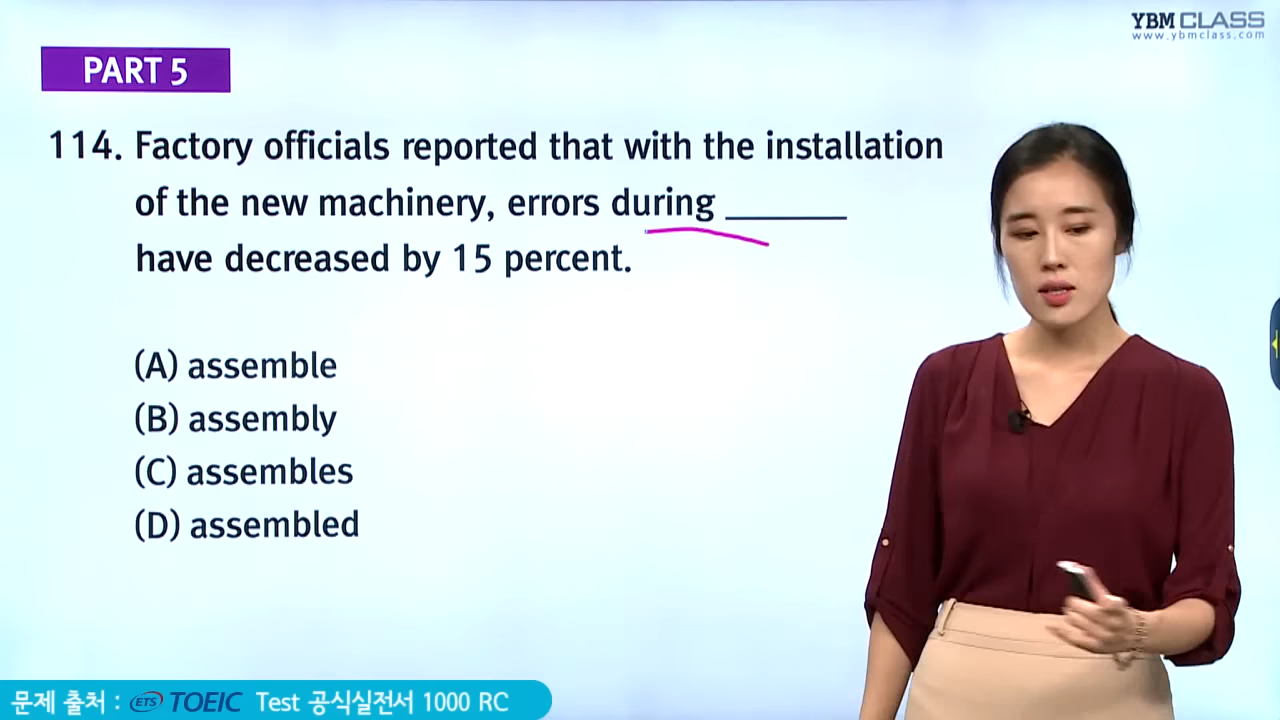 YBM CLASS
www.ybmclass.com
PART 5
114. Factory officials reported that with the installation
of the new machinery, errors during ______
have decreased by 15 percent.
(A) assemble
(B) assembly
(C) assembles
(D) assembled
문제 출처 : ETS TOEIC Test 공식실전서 1000 RC